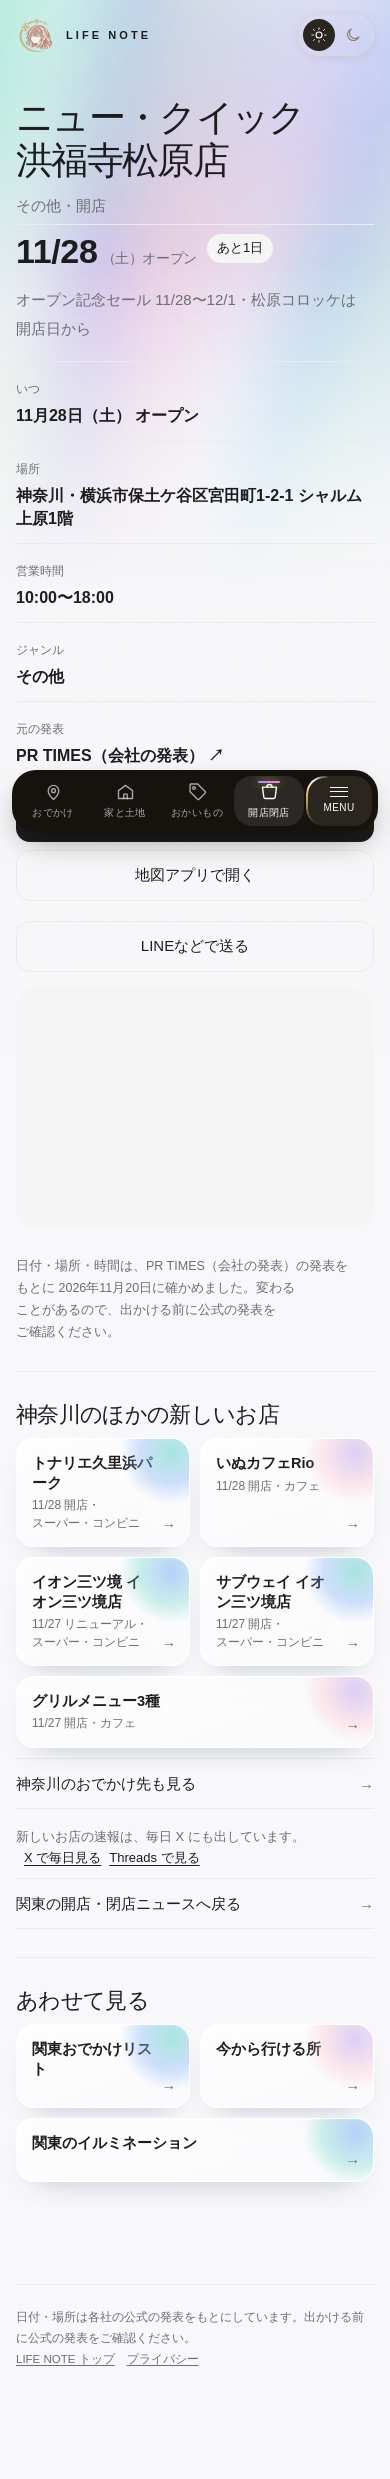 LIFE NOTE
ニュー・クイック
洪福寺松原店
その他・開店
11/28 （土）オープン あと1日
オープン記念セール 11/28〜12/1・松原コロッケは
開店日から
いつ
11月28日（土） オープン
場所
神奈川・横浜市保土ケ谷区宮田町1-2-1 シャルム
上原1階
営業時間
10:00〜18:00
ジャンル
その他
元の発表
PR TIMES（会社の発表） ↗
おでかけ
家と土地
おかいもの
開店閉店
MENU
地図アプリで開く
LINEなどで送る
日付・場所・時間は、PR TIMES（会社の発表）の発表を
もとに 2026年11月20日に確かめました。変わる
ことがあるので、出かける前に公式の発表を
ご確認ください。
神奈川のほかの新しいお店
トナリエ久里浜パ
ーク
11/28 開店・
スーパー・コンビニ →
いぬカフェRio
11/28 開店・カフェ
→
イオン三ツ境 イ
オン三ツ境店
11/27 リニューアル・
スーパー・コンビニ →
サブウェイ イオ
ン三ツ境店
11/27 開店・
スーパー・コンビニ →
グリルメニュー3種
11/27 開店・カフェ →
神奈川のおでかけ先も見る →
新しいお店の速報は、毎日 X にも出しています。
X で毎日見る Threads で見る
関東の開店・閉店ニュースへ戻る →
あわせて見る
関東おでかけリス
ト
→
今から行ける所
→
関東のイルミネーション
→
日付・場所は各社の公式の発表をもとにしています。出かける前
に公式の発表をご確認ください。
LIFE NOTE トップ プライバシー